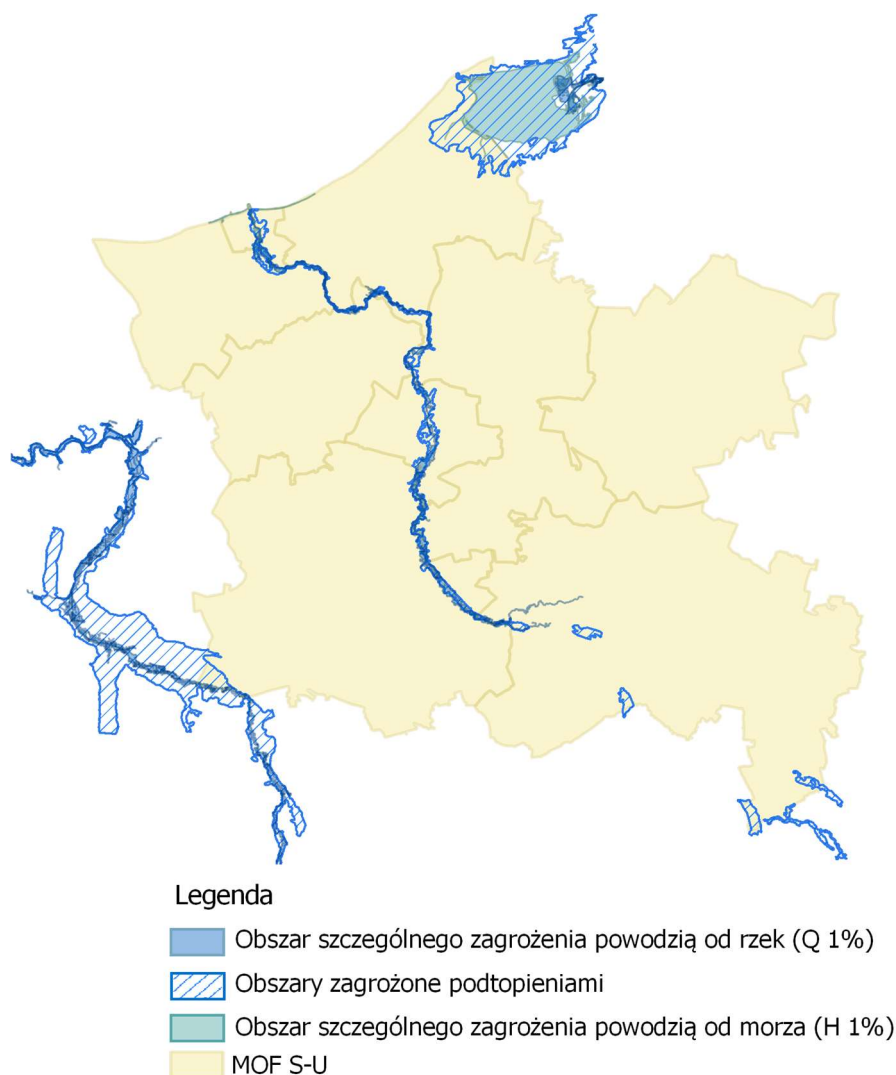 Legenda
Obszar szczególnego zagrożenia powodzią od rzek (Q 1%)
Obszary zagrożone podtopieniami
Obszar szczególnego zagrożenia powodzią od morza (H 1%)
MOF S-U